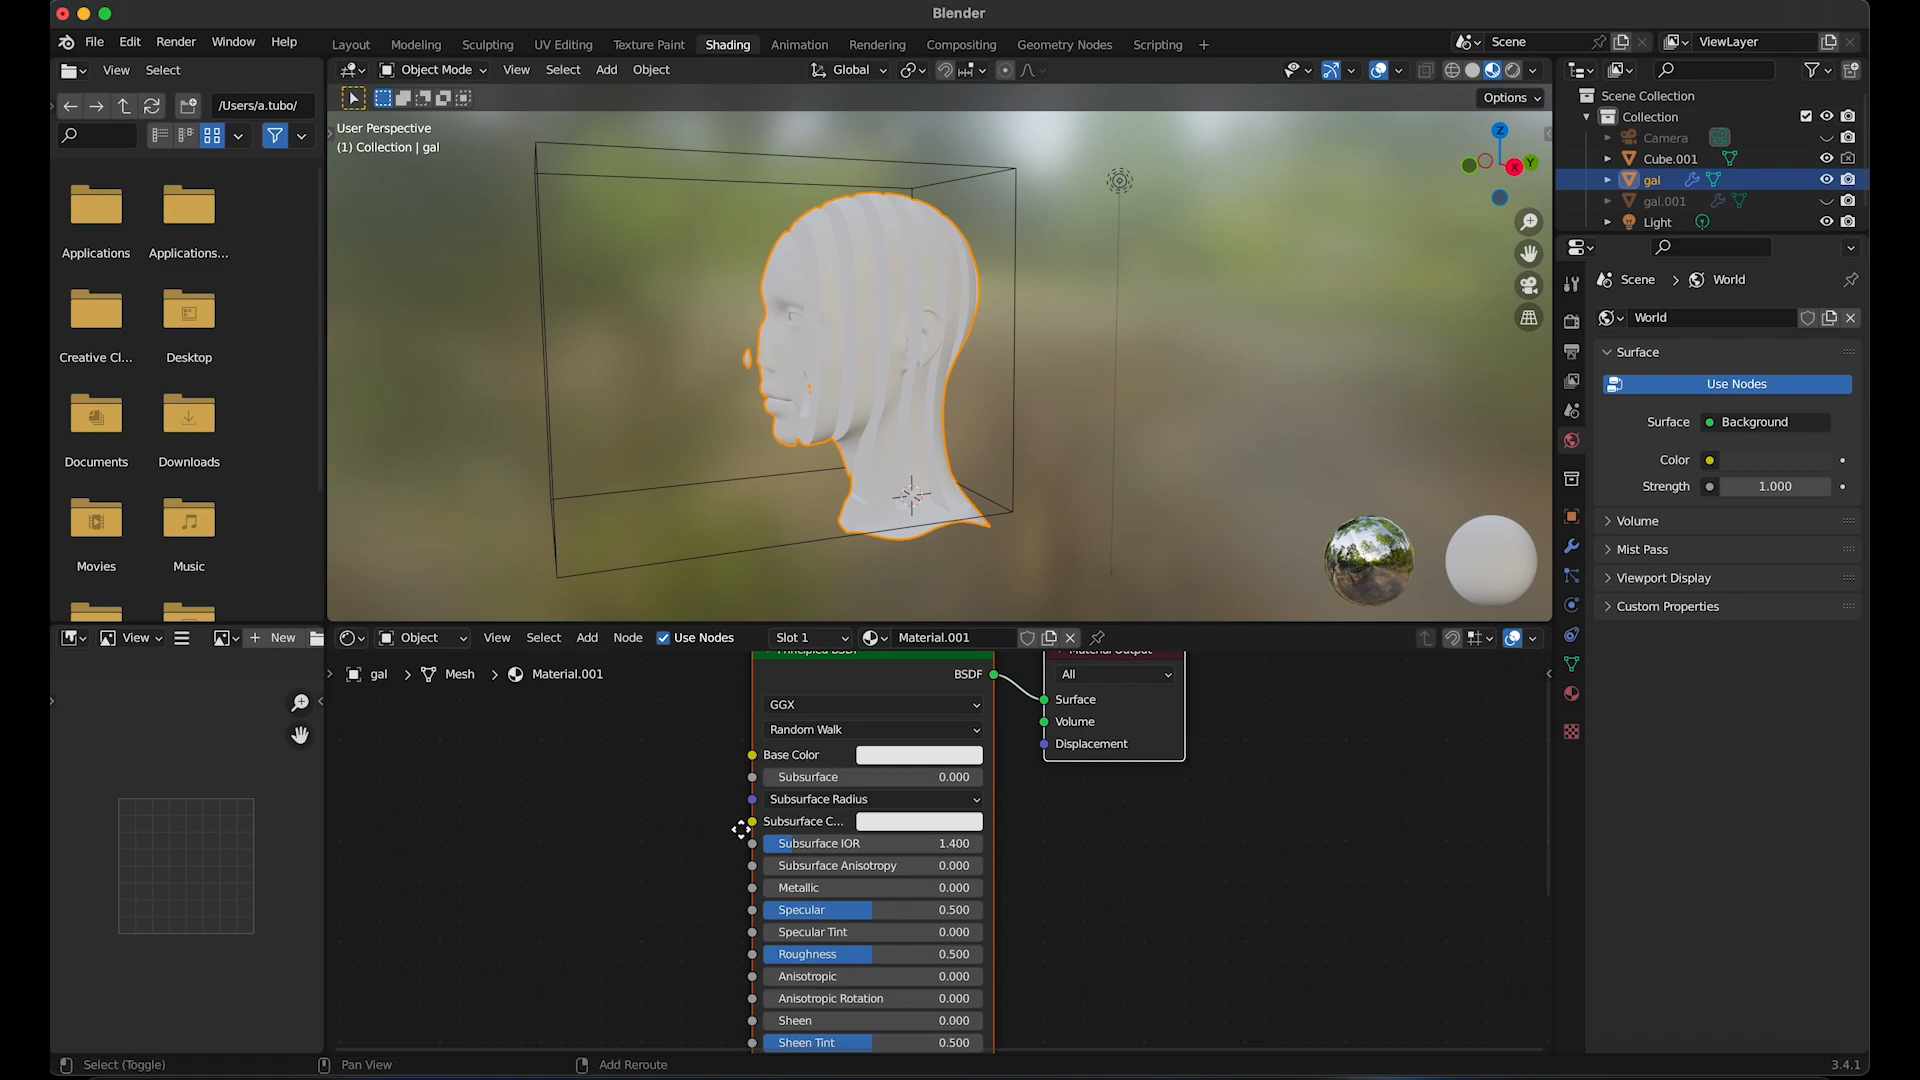 Blender
File Edit Render Window Help
Layout Modeling Sculpting UV Editing Texture Paint Shading Animation Rendering Compositing Geometry Nodes Scripting +
Scene
ViewLayer
View Select
Object Mode View Select Add Object
Global
/Users/a.tubo/
Options
User Perspective
(1) Collection | gal
Z
Y
X
Applications
Applications...
Creative Cl...
Desktop
Documents
Downloads
Movies
Music
Scene Collection
Collection
Camera
Cube.001
gal
gal.001
Light
Scene > World
World
Surface
Use Nodes
Surface Background
Color
Strength 1.000
Volume
Mist Pass
Viewport Display
Custom Properties
View
+ New
Object View Select Add Node Use Nodes
Slot 1
Material.001
gal > Mesh > Material.001
Principled BSDF
BSDF
GGX
Random Walk
Base Color
Subsurface 0.000
Subsurface Radius
Subsurface C...
Subsurface IOR 1.400
Subsurface Anisotropy 0.000
Metallic 0.000
Specular 0.500
Specular Tint 0.000
Roughness 0.500
Anisotropic 0.000
Anisotropic Rotation 0.000
Sheen 0.000
Sheen Tint 0.500
Material Output
All
Surface
Volume
Displacement
Select (Toggle)
Pan View
Add Reroute
3.4.1